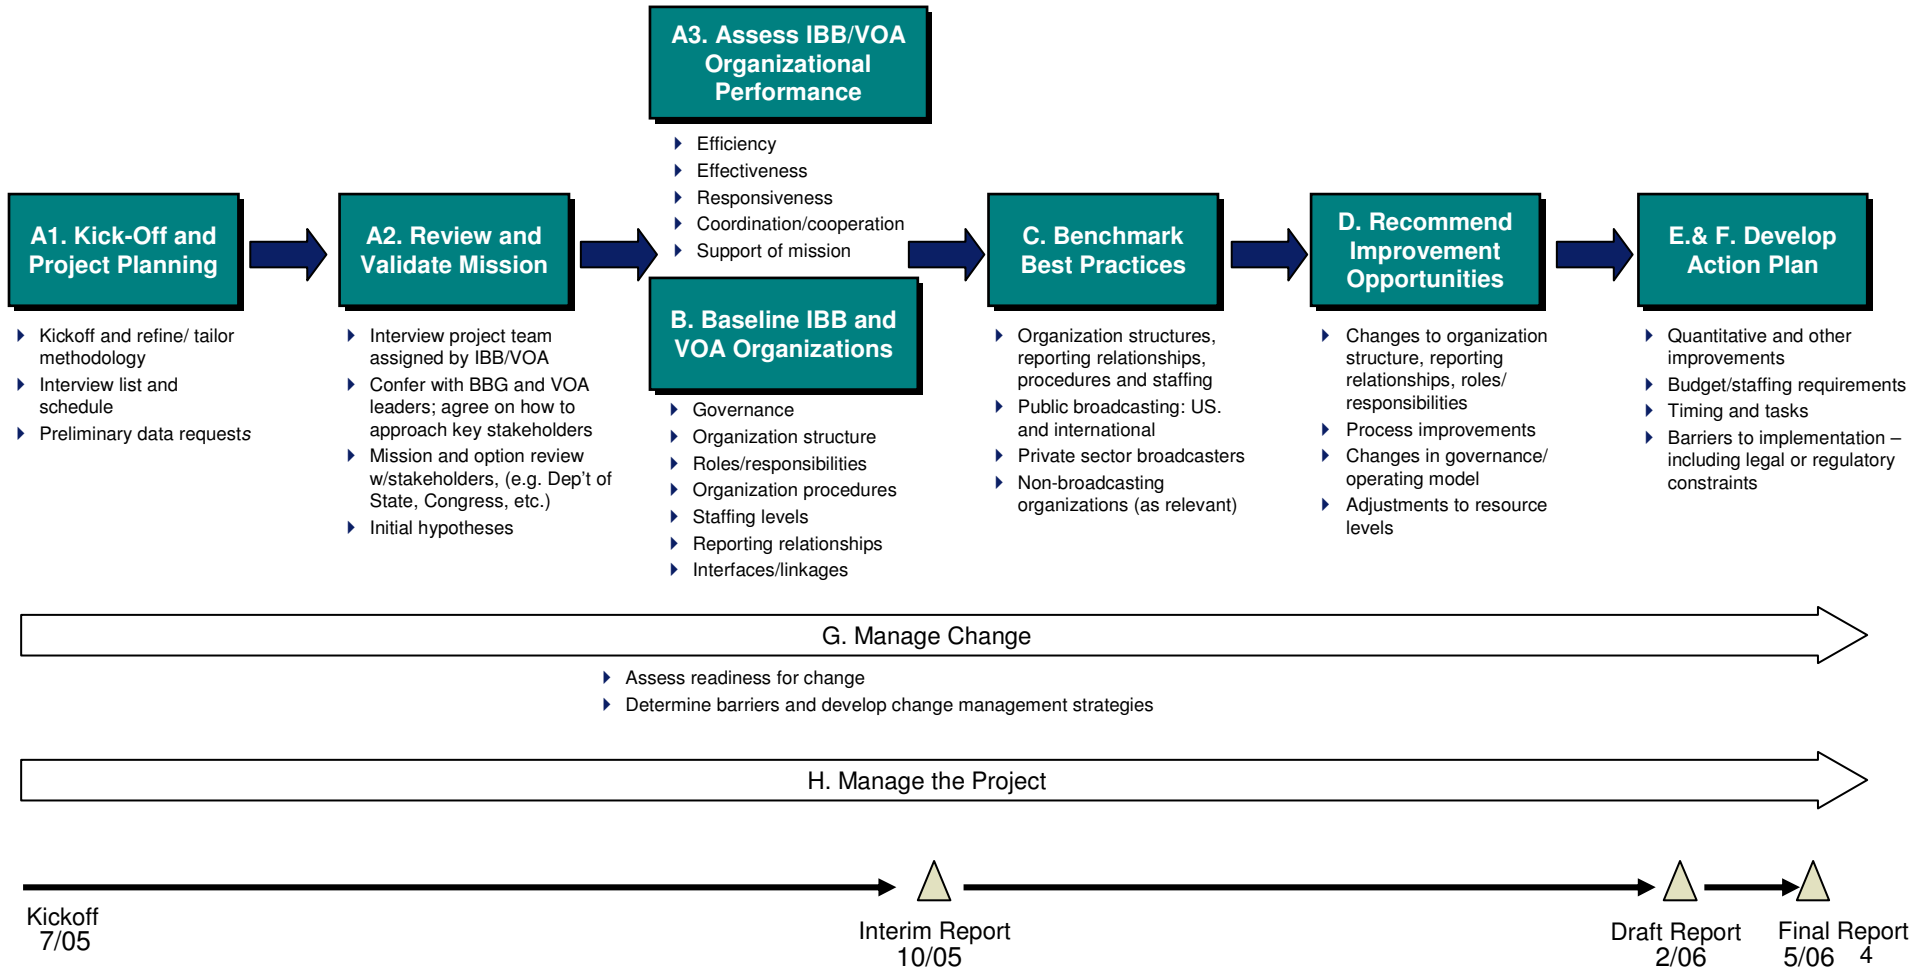 A3. Assess IBB/VOA
Organizational
Performance
Efficiency
Effectiveness
Responsiveness
Coordination/cooperation
Support of mission
A1. Kick-Off and
Project Planning
Kickoff and refine/ tailor
methodology
Interview list and
schedule
Preliminary data requests
A2. Review and
Validate Mission
Interview project team
assigned by IBB/VOA
Confer with BBG and VOA
leaders; agree on how to
approach key stakeholders
Mission and option review
w/stakeholders, (e.g. Dep't of
State, Congress, etc.)
Initial hypotheses
B. Baseline IBB and
VOA Organizations
Governance
Organization structure
Roles/responsibilities
Organization procedures
Staffing levels
Reporting relationships
Interfaces/linkages
C. Benchmark
Best Practices
Organization structures,
reporting relationships,
procedures and staffing
Public broadcasting: US.
and international
Private sector broadcasters
Non-broadcasting
organizations (as relevant)
D. Recommend
Improvement
Opportunities
Changes to organization
structure, reporting
relationships, roles/
responsibilities
Process improvements
Changes in governance/
operating model
Adjustments to resource
levels
E.& F. Develop
Action Plan
Quantitative and other
improvements
Budget/staffing requirements
Timing and tasks
Barriers to implementation –
including legal or regulatory
constraints
G. Manage Change
Assess readiness for change
Determine barriers and develop change management strategies
H. Manage the Project
Kickoff
7/05
Interim Report
10/05
Draft Report
2/06
Final Report
5/06
4